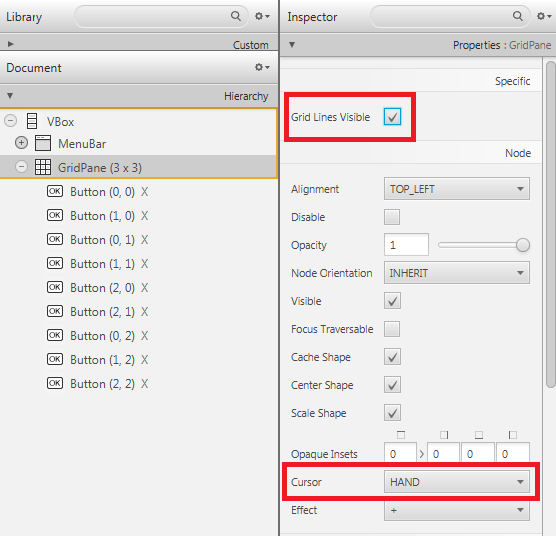 Library
Custom
Document
Hierarchy
VBox
MenuBar
GridPane (3 x 3)
OK Button (0, 0) X
OK Button (1, 0) X
OK Button (0, 1) X
OK Button (1, 1) X
OK Button (2, 0) X
OK Button (2, 1) X
OK Button (0, 2) X
OK Button (1, 2) X
OK Button (2, 2) X
Inspector
Properties : GridPane
Specific
Grid Lines Visible
Node
Alignment TOP_LEFT
Disable
Opacity 1
Node Orientation INHERIT
Visible
Focus Traversable
Cache Shape
Center Shape
Scale Shape
Opaque Insets 0 0 0 0
Cursor HAND
Effect +